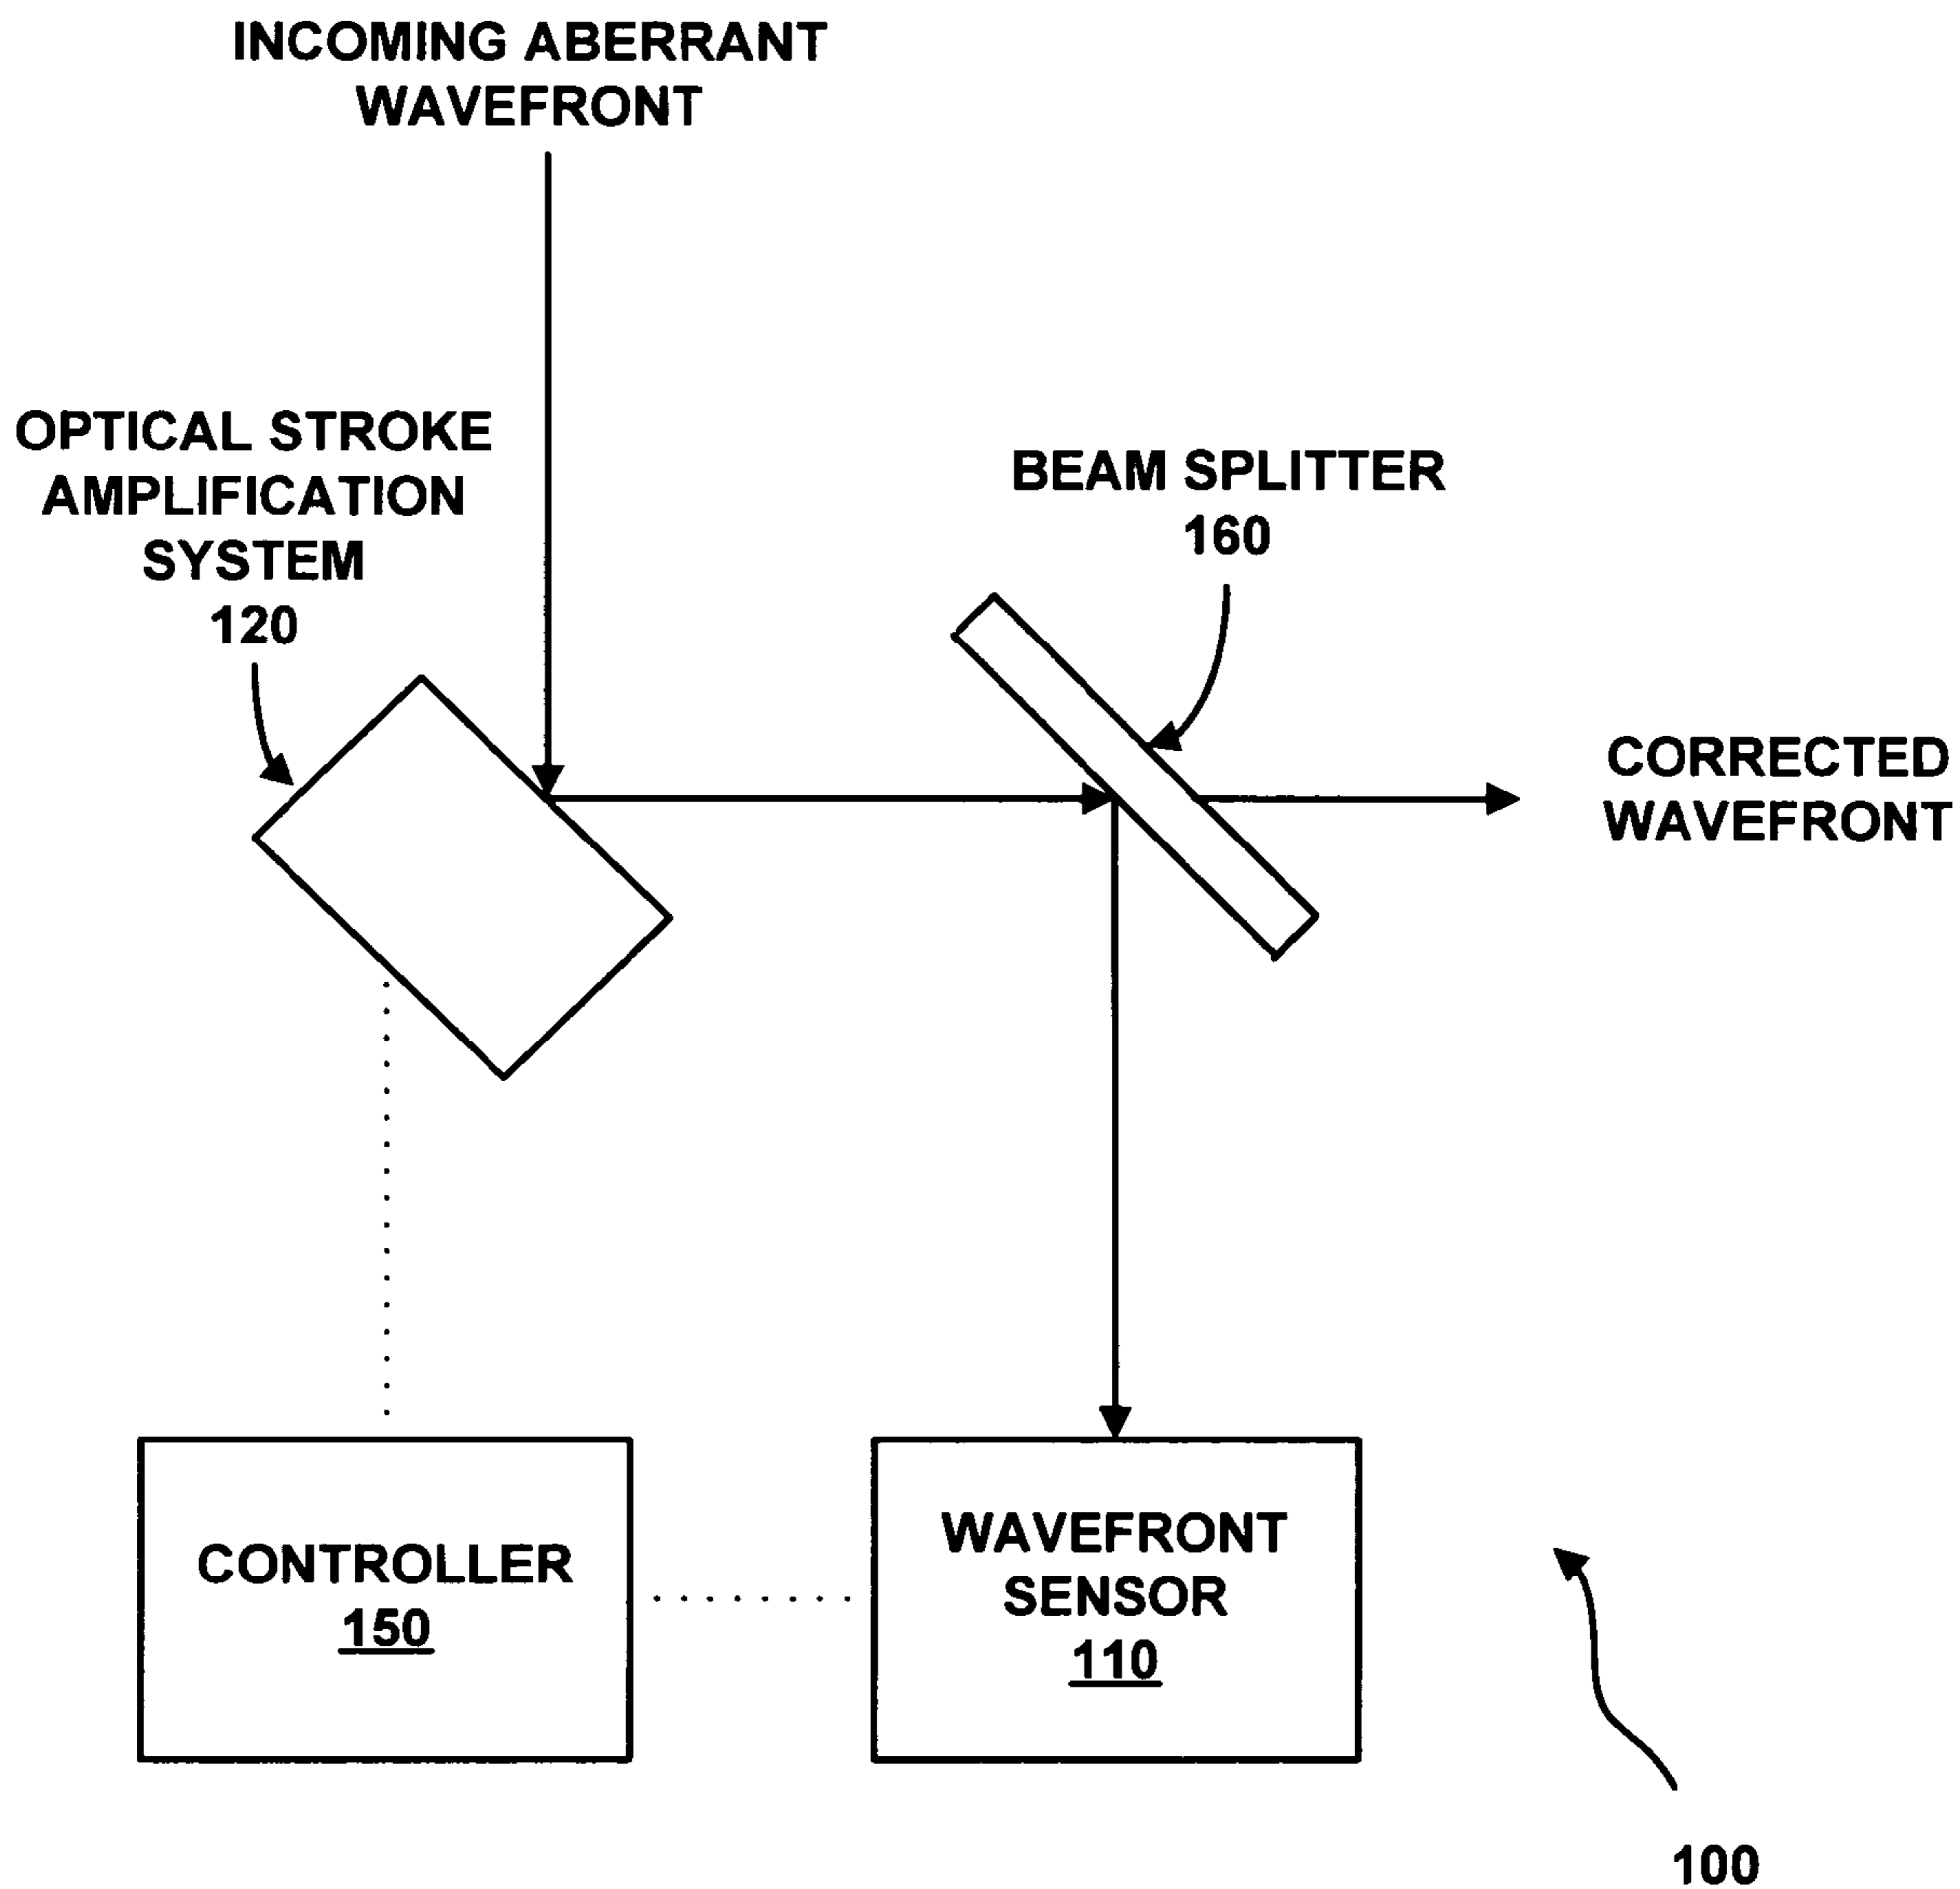 INCOMING ABERRANT
WAVEFRONT
OPTICAL STROKE
AMPLIFICATION
SYSTEM
120
BEAM SPLITTER
160
CORRECTED
WAVEFRONT
CONTROLLER
150
WAVEFRONT
SENSOR
110
100